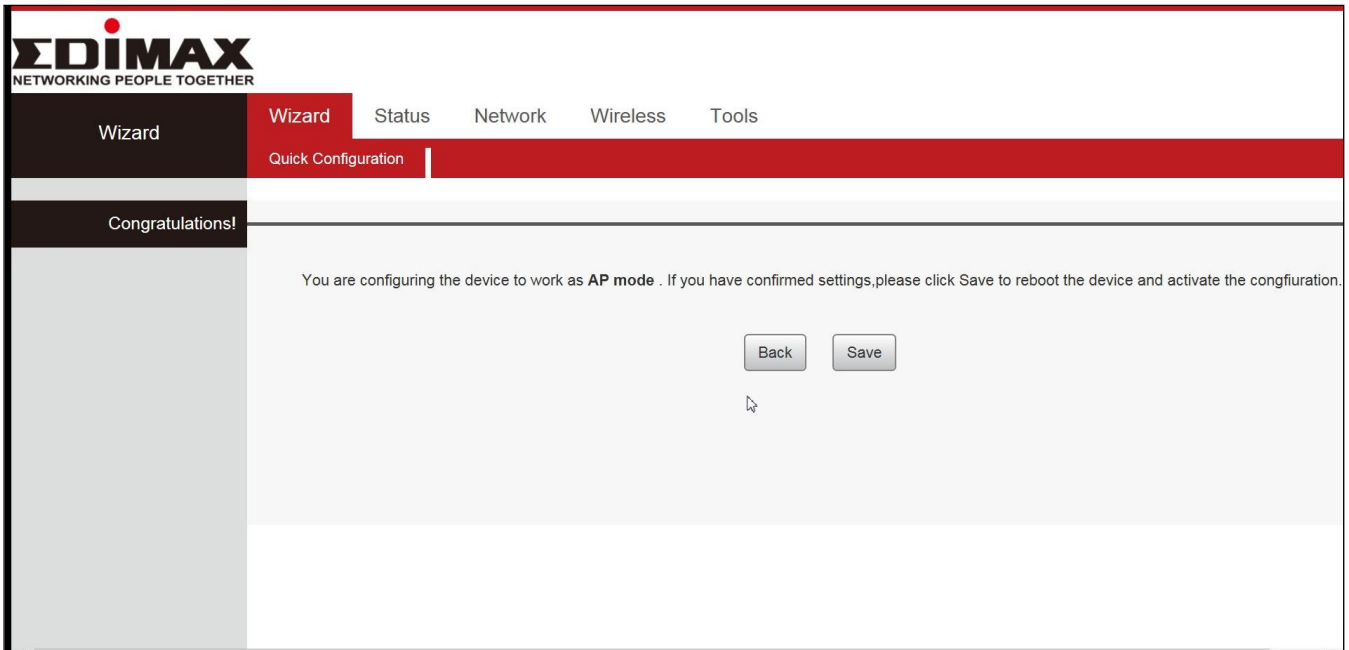 EDIMAX
NETWORKING PEOPLE TOGETHER
Wizard
Wizard Status Network Wireless Tools
Quick Configuration
Congratulations!
You are configuring the device to work as AP mode . If you have confirmed settings,please click Save to reboot the device and activate the congfiuration.
Back Save